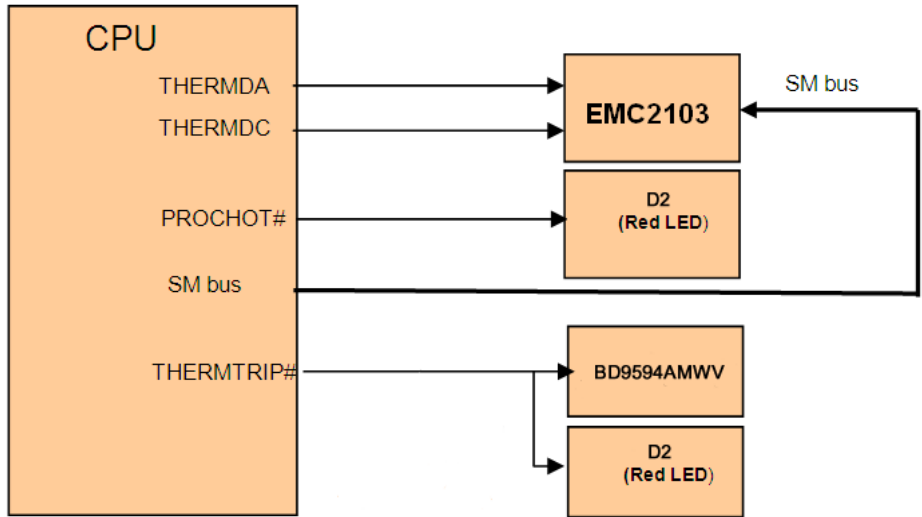 CPU
THERMDA
THERMDC
PROCHOT#
SM bus
THERMTRIP#
EMC2103
SM bus
D2
(Red LED)
BD9594AMWV
D2
(Red LED)